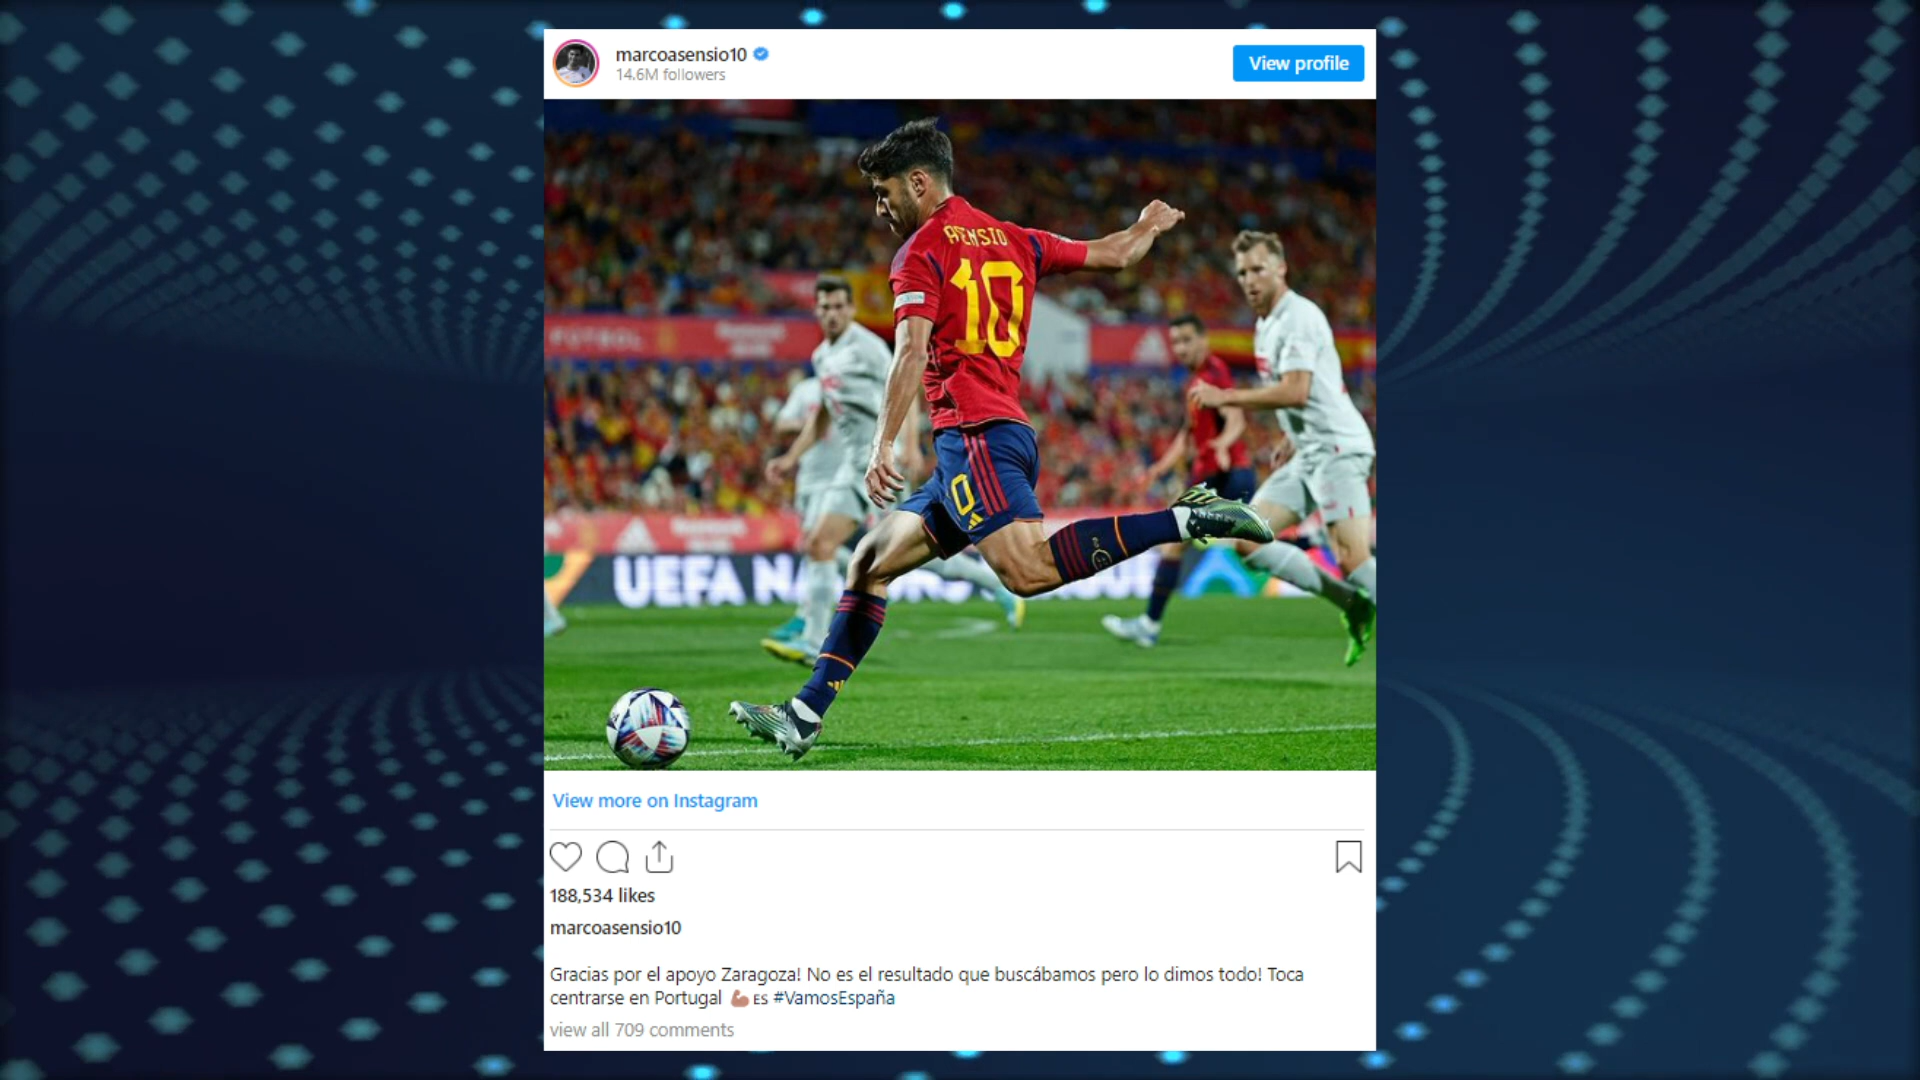 marcoasensio10
14.6M followers
View profile
ASENSIO
10
FUTBOL
0
UEFA
View more on Instagram
188,534 likes
marcoasensio10
Gracias por el apoyo Zaragoza! No es el resultado que buscábamos pero lo dimos todo! Toca
centrarse en Portugal 💪🏽 ES #VamosEspaña
view all 709 comments